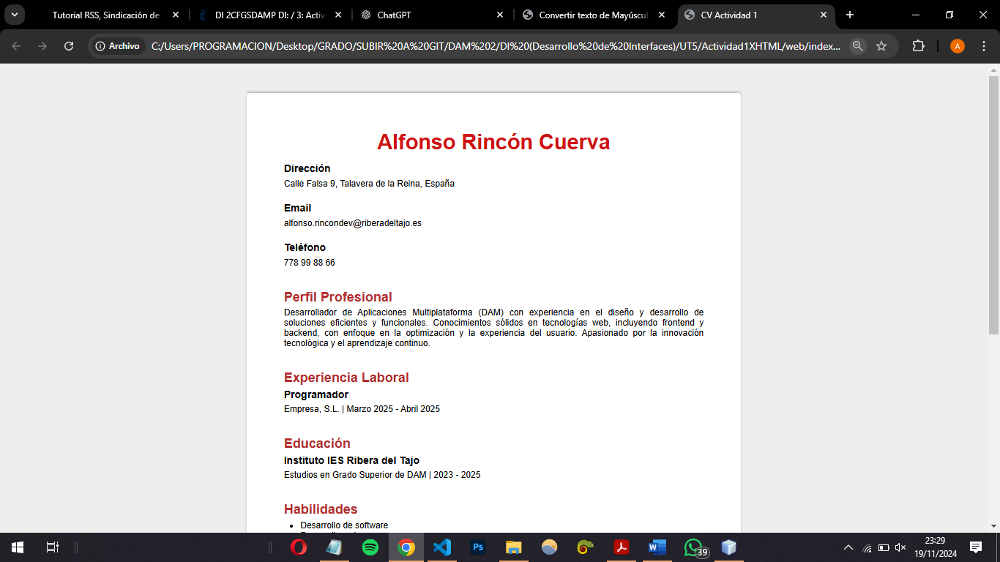 Tutorial RSS, Sindicación de
DI 2CFGSDAMP DI: / 3: Activ
ChatGPT
Convertir texto de Mayúscul
CV Actividad 1
Archivo
C:/Users/PROGRAMACION/Desktop/GRADO/SUBIR%20A%20GIT/DAM%202/DI%20(Desarrollo%20de%20Interfaces)/UT5/Actividad1XHTML/web/index...
A
Alfonso Rincón Cuerva
Dirección
Calle Falsa 9, Talavera de la Reina, España
Email
alfonso.rincondev@riberadeltajo.es
Teléfono
778 99 88 66
Perfil Profesional
Desarrollador de Aplicaciones Multiplataforma (DAM) con experiencia en el diseño y desarrollo de
soluciones eficientes y funcionales. Conocimientos sólidos en tecnologías web, incluyendo frontend y
backend, con enfoque en la optimización y la experiencia del usuario. Apasionado por la innovación
tecnológica y el aprendizaje continuo.
Experiencia Laboral
Programador
Empresa, S.L. | Marzo 2025 - Abril 2025
Educación
Instituto IES Ribera del Tajo
Estudios en Grado Superior de DAM | 2023 - 2025
Habilidades
Desarrollo de software
Ps
W
39
23:29
19/11/2024